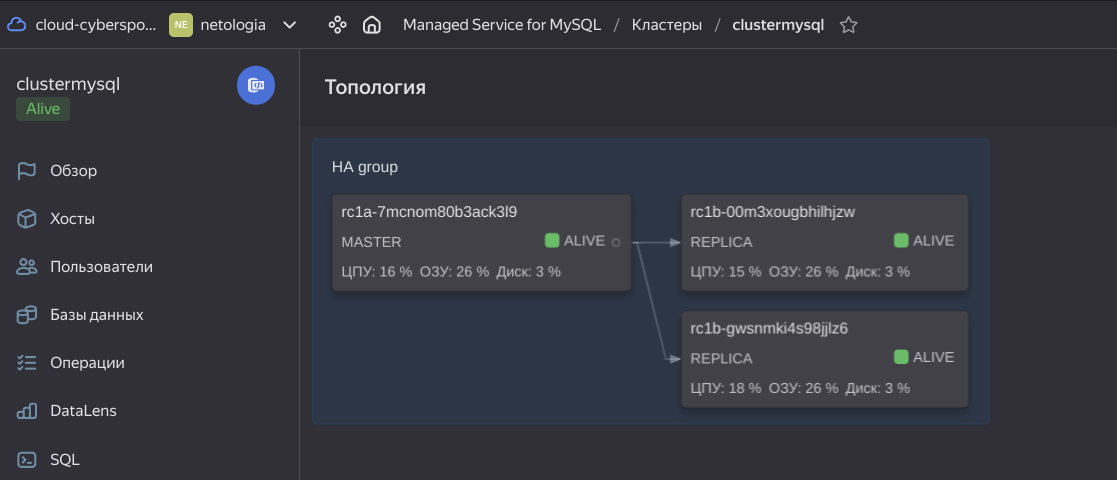 cloud-cyberspo... NE netologia Managed Service for MySQL / Кластеры / clustermysql
clustermysql
Alive
Обзор
Хосты
Пользователи
Базы данных
Операции
DataLens
SQL
Топология
HA group
rc1a-7mcnom80b3ack3l9
MASTER ALIVE
ЦПУ: 16 % ОЗУ: 26 % Диск: 3 %
rc1b-00m3xougbhilhjzw
REPLICA ALIVE
ЦПУ: 15 % ОЗУ: 26 % Диск: 3 %
rc1b-gwsnmki4s98jjlz6
REPLICA ALIVE
ЦПУ: 18 % ОЗУ: 26 % Диск: 3 %